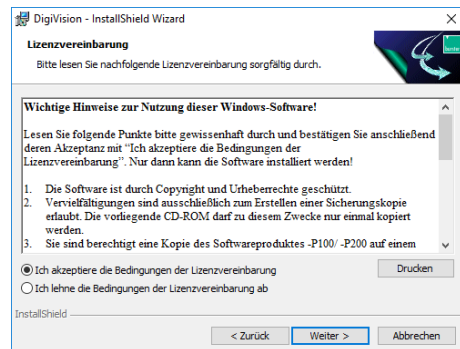 DigiVision - InstallShield Wizard
Lizenzvereinbarung
Bitte lesen Sie nachfolgende Lizenzvereinbarung sorgfältig durch.
burster
Wichtige Hinweise zur Nutzung dieser Windows-Software!
Lesen Sie folgende Punkte bitte gewissenhaft durch und bestätigen Sie anschließend
deren Akzeptanz mit “Ich akzeptiere die Bedingungen der
Lizenzvereinbarung”. Nur dann kann die Software installiert werden!
1. Die Software ist durch Copyright und Urheberrechte geschützt.
2. Vervielfältigungen sind ausschließlich zum Erstellen einer Sicherungskopie
erlaubt. Die vorliegende CD-ROM darf zu diesem Zwecke nur einmal kopiert
werden.
3. Sie sind berechtigt eine Kopie des Softwareproduktes -P100/ -P200 auf einem
Ich akzeptiere die Bedingungen der Lizenzvereinbarung
Drucken
Ich lehne die Bedingungen der Lizenzvereinbarung ab
InstallShield
< Zurück
Weiter >
Abbrechen